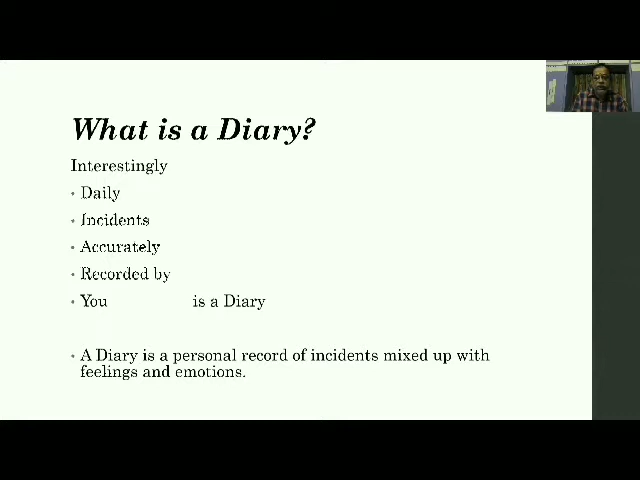 What is a Diary?
Interestingly
• Daily
• Incidents
• Accurately
• Recorded by
• You is a Diary
• A Diary is a personal record of incidents mixed up with
feelings and emotions.